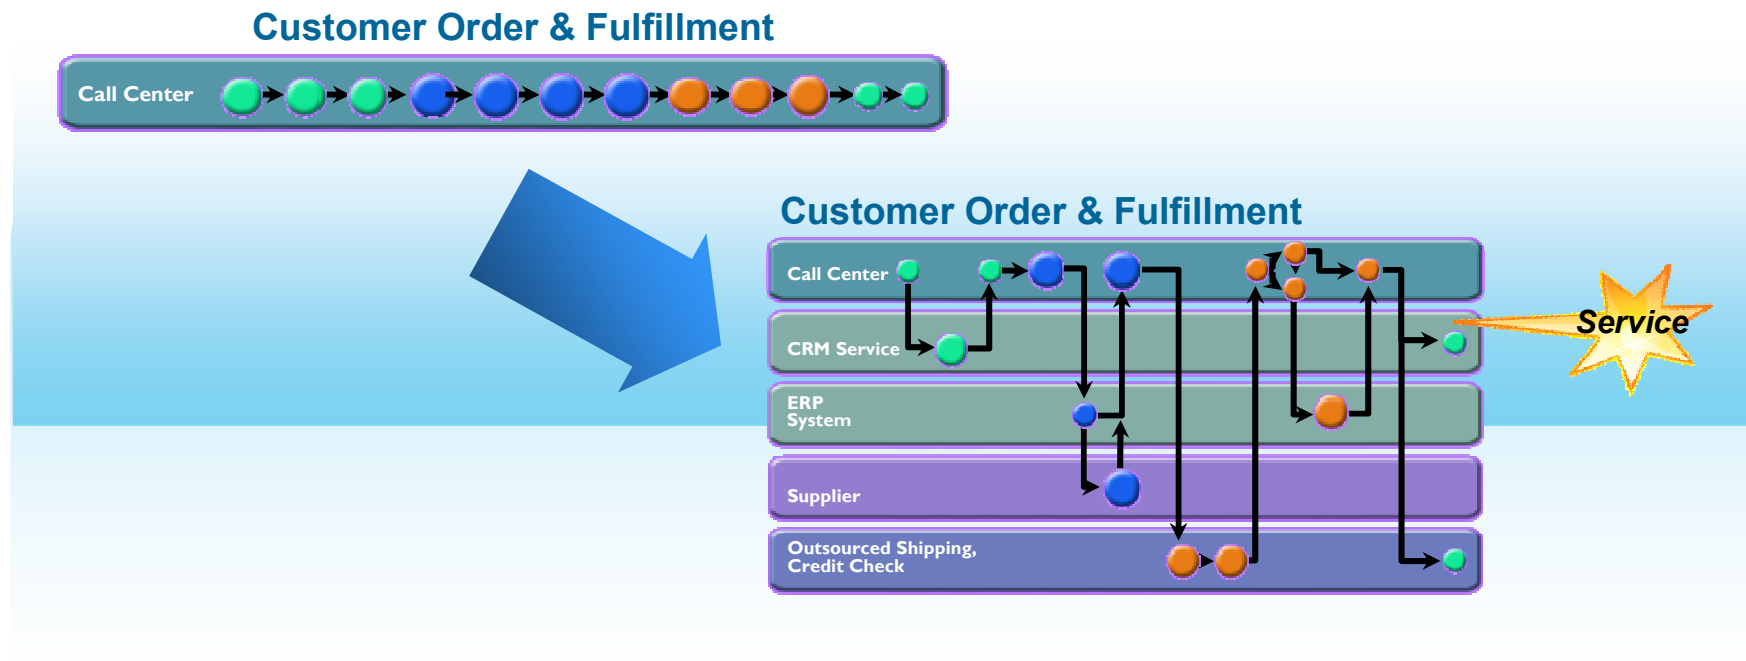 Customer Order & Fulfillment
Call Center
Customer Order & Fulfillment
Call Center
CRM Service
ERP
System
Supplier
Outsourced Shipping,
Credit Check
Service